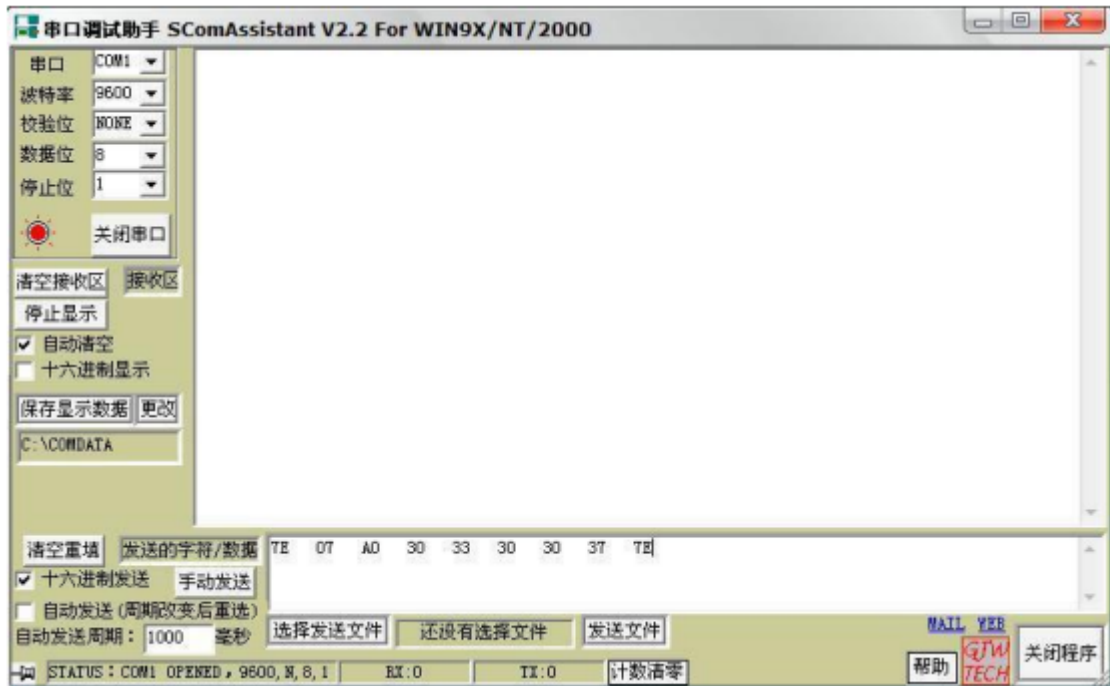 串口调试助手 SComAssistant V2.2 For WIN9X/NT/2000
串口 COM1
波特率 9600
校验位 NONE
数据位 8
停止位 1
关闭串口
清空接收区 接收区
停止显示
自动清空
十六进制显示
保存显示数据 更改
C:\COMDATA
清空重填 发送的字符/数据 7E 07 A0 30 33 30 30 37 7E
十六进制发送 手动发送
自动发送(周期改变后重选)
自动发送周期: 1000 毫秒 选择发送文件 还没有选择文件 发送文件 MAIL WEB
STATUS:COM1 OPENED,9600,N,8,1 RX:0 TX:0 计数清零 帮助 GJW TECH 关闭程序